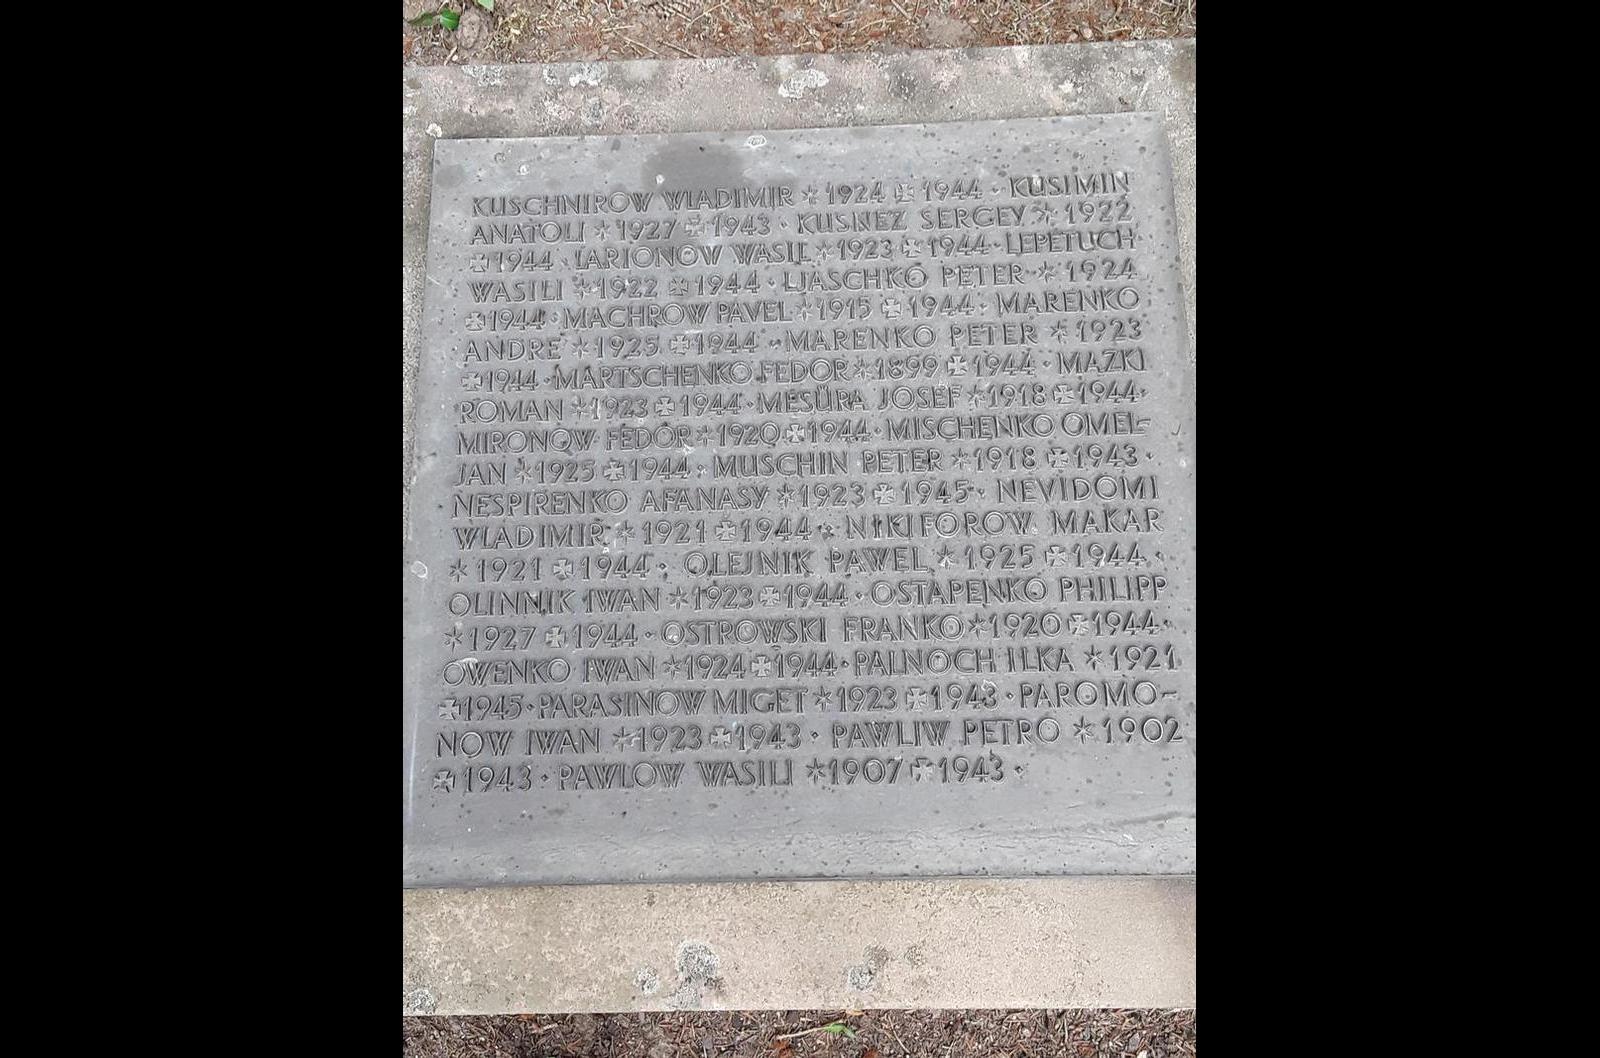 KUSCHNIROW WLADIMIR * 1924 ✠ 1944 · KUSIMIN
ANATOLI * 1927 ✠ 1943 · KUSNEZ SERGEY * 1922
✠ 1944 · LARIONOW WASIL * 1923 ✠ 1944 · LEPETUCH
WASILI * 1922 ✠ 1944 · LJASCHKO PETER * 1924
✠ 1944 · MACHROW PAVEL * 1915 ✠ 1944 · MARENKO
ANDRE * 1925 ✠ 1944 · MARENKO PETER * 1923
✠ 1944 · MARTSCHENKO FEDOR * 1899 ✠ 1944 · MAZKI
ROMAN * 1923 ✠ 1944 · MESÜRA JOSEF * 1918 ✠ 1944 ·
MIRONOW FEDOR * 1920 ✠ 1944 · MISCHENKO OMEL-
JAN * 1925 ✠ 1944 · MUSCHIN PETER * 1918 ✠ 1943 ·
NESPIRENKO AFANASY * 1923 ✠ 1945 · NEVIDOMI
WLADIMIR * 1921 ✠ 1944 · NIKIFOROW MAKAR
* 1921 ✠ 1944 · OLEJNIK PAWEL * 1925 ✠ 1944 ·
OLINNIK IWAN * 1923 ✠ 1944 · OSTAPENKO PHILIPP
* 1927 ✠ 1944 · OSTROWSKI FRANKO * 1920 ✠ 1944 ·
OWENKO IWAN * 1924 ✠ 1944 · PALNOCH ILKA * 1921
✠ 1945 · PARASINOW MIGET * 1923 ✠ 1943 · PAROMO-
NOW IWAN * 1923 ✠ 1943 · PAWLIW PETRO * 1902
✠ 1943 · PAWLOW WASILI * 1907 ✠ 1943 ·